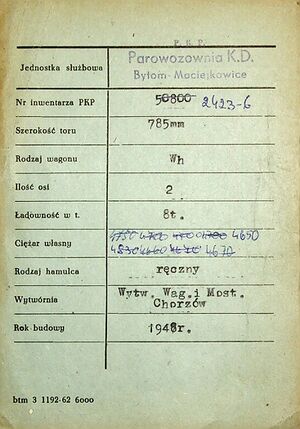 P.K.P.
Jednostka służbowa Parowozownia K.D.
Bytom-Maciejkowice
Nr inwentarza PKP 50800 2423-6
Szerokość toru 785mm
Rodzaj wagonu Wh
Ilość osi 2
Ładowność w t. 8t.
Ciężar własny 4650
4670
Rodzaj hamulca ręczny
Wytwórnia Wytw. Wag.i Most.
Chorzów
Rok budowy 1948r.
btm 3 1192-62 6000